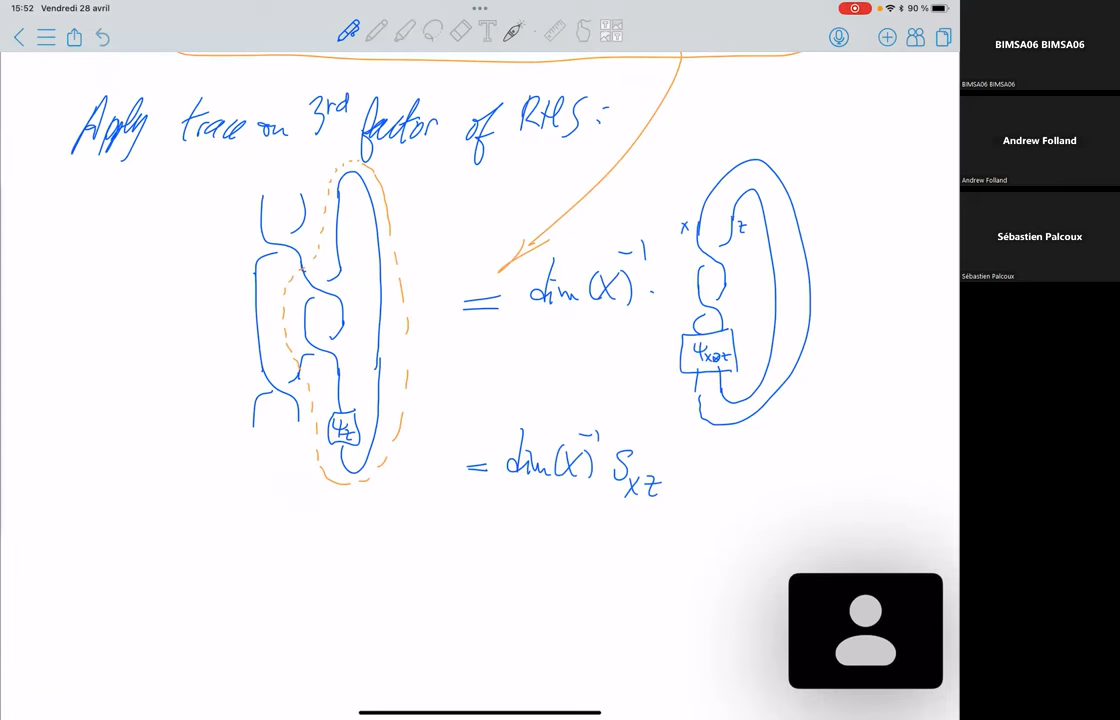 15:52 Vendredi 28 avril
90 %
BIMSA06 BIMSA06
BIMSA06 BIMSA06
Apply trace on 3rd factor of RHS:
Andrew Folland
Andrew Folland
Sébastien Palcoux
Sébastien Palcoux
x z
= dim(X)⁻¹ ·
ψ_{X⊗Z}
ψ_Z
= dim(X)⁻¹ S_{XZ}